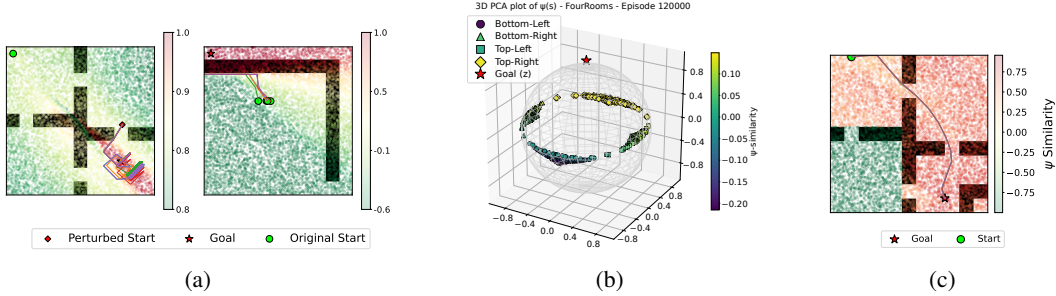 1.0
0.9
0.8
0.8
1.0
0.5
-0.1
-0.6
Perturbed Start
Goal
Original Start
(a)
3D PCA plot of ψ(s) - FourRooms - Episode 120000
Bottom-Left
Bottom-Right
Top-Left
Top-Right
Goal (z)
0.8
0.4
0.0
−0.4
−0.8
−0.8
−0.4
0.0
0.4
0.8
−0.8
−0.4
0.0
0.4
0.8
0.10
0.05
0.00
−0.05
−0.10
−0.15
−0.20
ψ-similarity
(b)
0.75
0.50
0.25
0.00
−0.25
−0.50
−0.75
ψ Similarity
Goal
Start
(c)